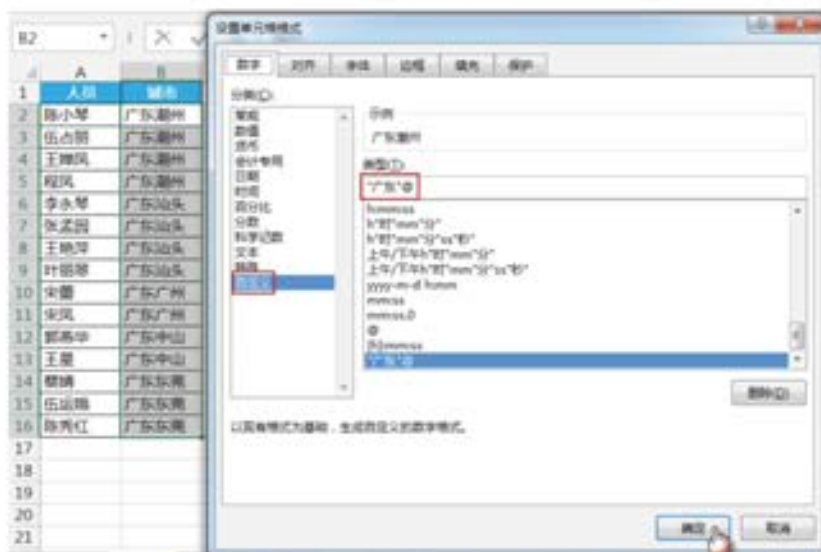 B2
设置单元格格式
数字 对齐 字体 边框 填充 保护
A B
1 人员 城市
2 陈小琴 广东潮州
3 伍占丽 广东潮州
4 王婵凤 广东潮州
5 程凤 广东潮州
6 李永琴 广东汕头
7 张孟园 广东汕头
8 王艳萍 广东汕头
9 叶丽琴 广东汕头
10 宋蕾 广东广州
11 宋凤 广东广州
12 广东中山
13 王星 广东中山
14 蔡婧 广东东莞
15 广东东莞
16 陈秀红 广东东莞
17
18
19
20
21
分类(C):
常规
数值
货币
会计专用
日期
时间
百分比
分数
科学记数
文本
特殊
自定义
示例
广东潮州
类型(T):
"广东"@
h:mm:ss
h"时"mm"分"
h"时"mm"分"ss"秒"
上午/下午h"时"mm"分"
上午/下午h"时"mm"分"ss"秒"
yyyy-m-d h:mm
mm:ss
mm:ss.0
@
[h]:mm:ss
"广东"@
删除(D)
以现有格式为基础，生成自定义的数字格式。
确定 取消